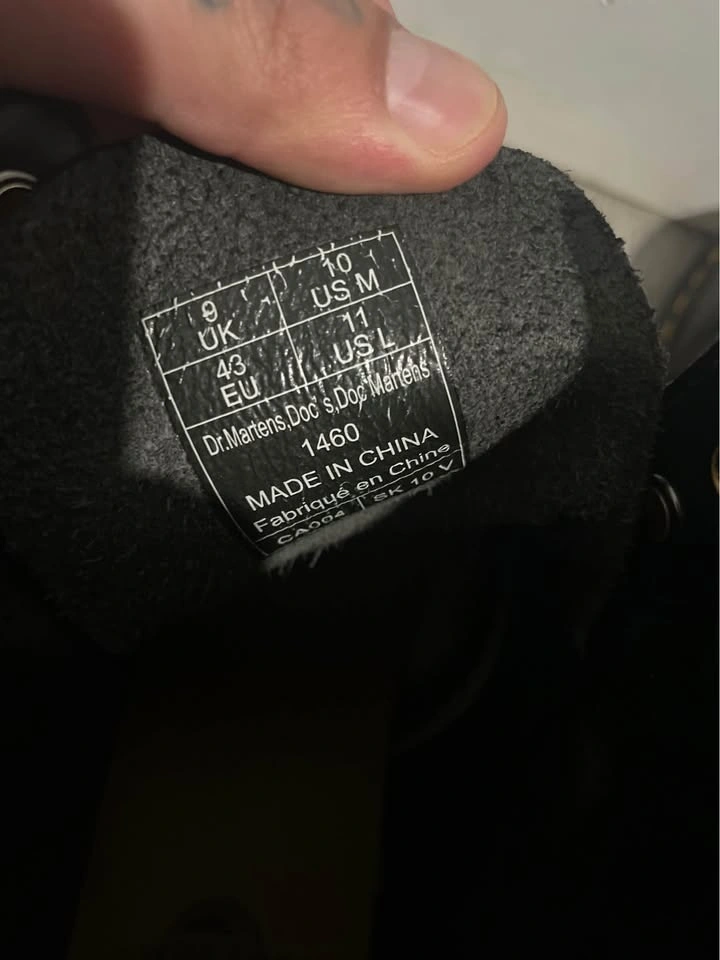 9 UK
10 US M
43 EU
11 US L
Dr.Martens,Doc's,Doc Martens
1460
MADE IN CHINA
Fabriqué en Chine
CA004 SK 10 V